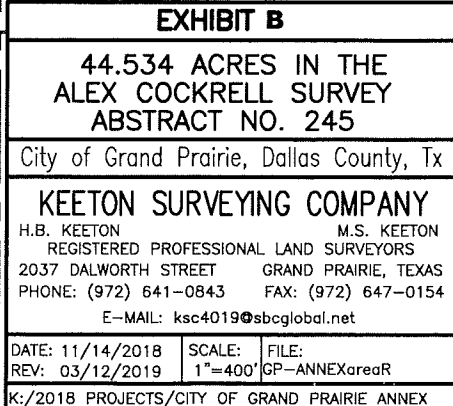 EXHIBIT B
44.534 ACRES IN THE
ALEX COCKRELL SURVEY
ABSTRACT NO. 245
City of Grand Prairie, Dallas County, Tx
KEETON SURVEYING COMPANY
H.B. KEETON M.S. KEETON
REGISTERED PROFESSIONAL LAND SURVEYORS
2037 DALWORTH STREET GRAND PRAIRIE, TEXAS
PHONE: (972) 641-0843 FAX: (972) 647-0154
E-MAIL: ksc4019@sbcglobal.net
DATE: 11/14/2018 SCALE: FILE:
REV: 03/12/2019 1"=400' GP-ANNEXareaR
K:/2018 PROJECTS/CITY OF GRAND PRAIRIE ANNEX